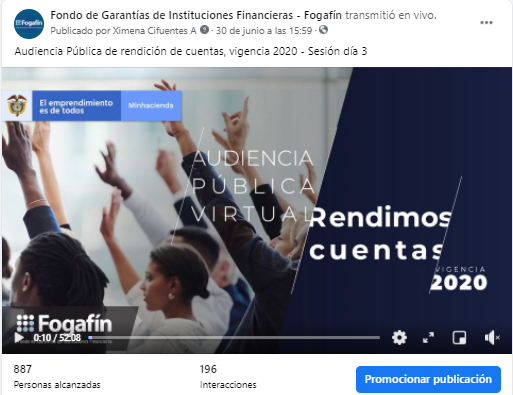 Fondo de Garantías de Instituciones Financieras - Fogafín transmitió en vivo.
Publicado por Ximena Cifuentes A · 30 de junio a las 15:59 ·
Audiencia Pública de rendición de cuentas, vigencia 2020 - Sesión día 3
El emprendimiento
es de todos
Minhacienda
AUDIENCIA
PÚBLICA
VIRTUAL
Rendimos
cuentas
VIGENCIA
2020
Fogafín
0:10 / 52:08
887
196
Personas alcanzadas
Interacciones
Promocionar publicación